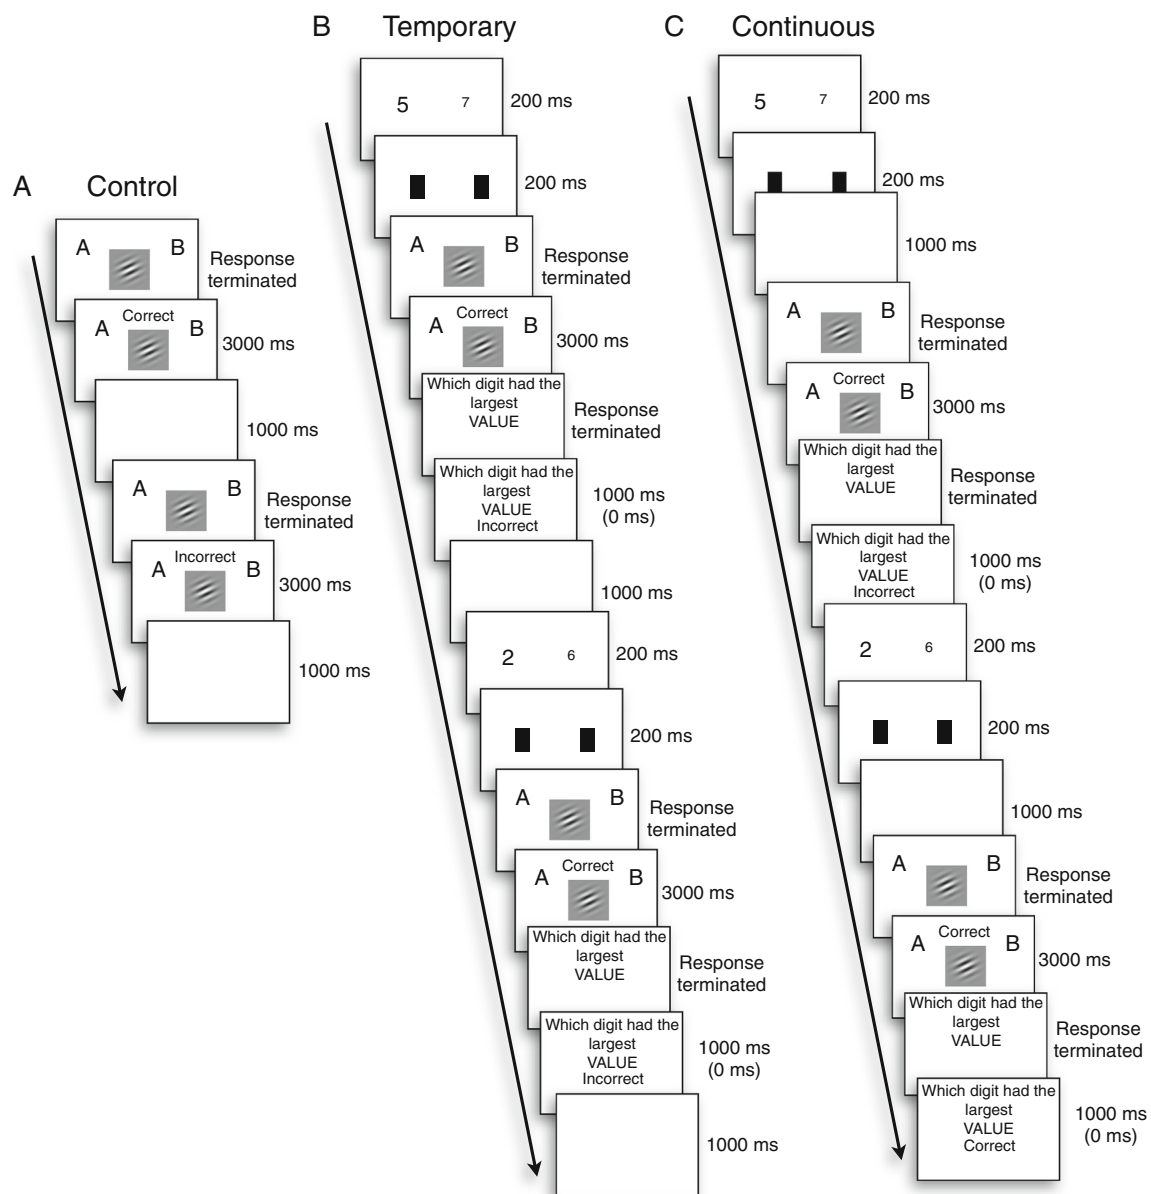 A Control
A B
Response
terminated
Correct
A B
3000 ms
1000 ms
A B
Response
terminated
Incorrect
A B
3000 ms
1000 ms
B Temporary
5 7
200 ms
200 ms
A B
Response
terminated
Correct
A B
3000 ms
Which digit had the
largest
VALUE
Response
terminated
Which digit had the
largest
VALUE
Incorrect
1000 ms
(0 ms)
1000 ms
2 6
200 ms
200 ms
A B
Response
terminated
Correct
A B
3000 ms
Which digit had the
largest
VALUE
Response
terminated
Which digit had the
largest
VALUE
Incorrect
1000 ms
(0 ms)
1000 ms
C Continuous
5 7
200 ms
200 ms
1000 ms
A B
Response
terminated
Correct
A B
3000 ms
Which digit had the
largest
VALUE
Response
terminated
Which digit had the
largest
VALUE
Incorrect
1000 ms
(0 ms)
2 6
200 ms
200 ms
1000 ms
A B
Response
terminated
Correct
A B
3000 ms
Which digit had the
largest
VALUE
Response
terminated
Which digit had the
largest
VALUE
Correct
1000 ms
(0 ms)